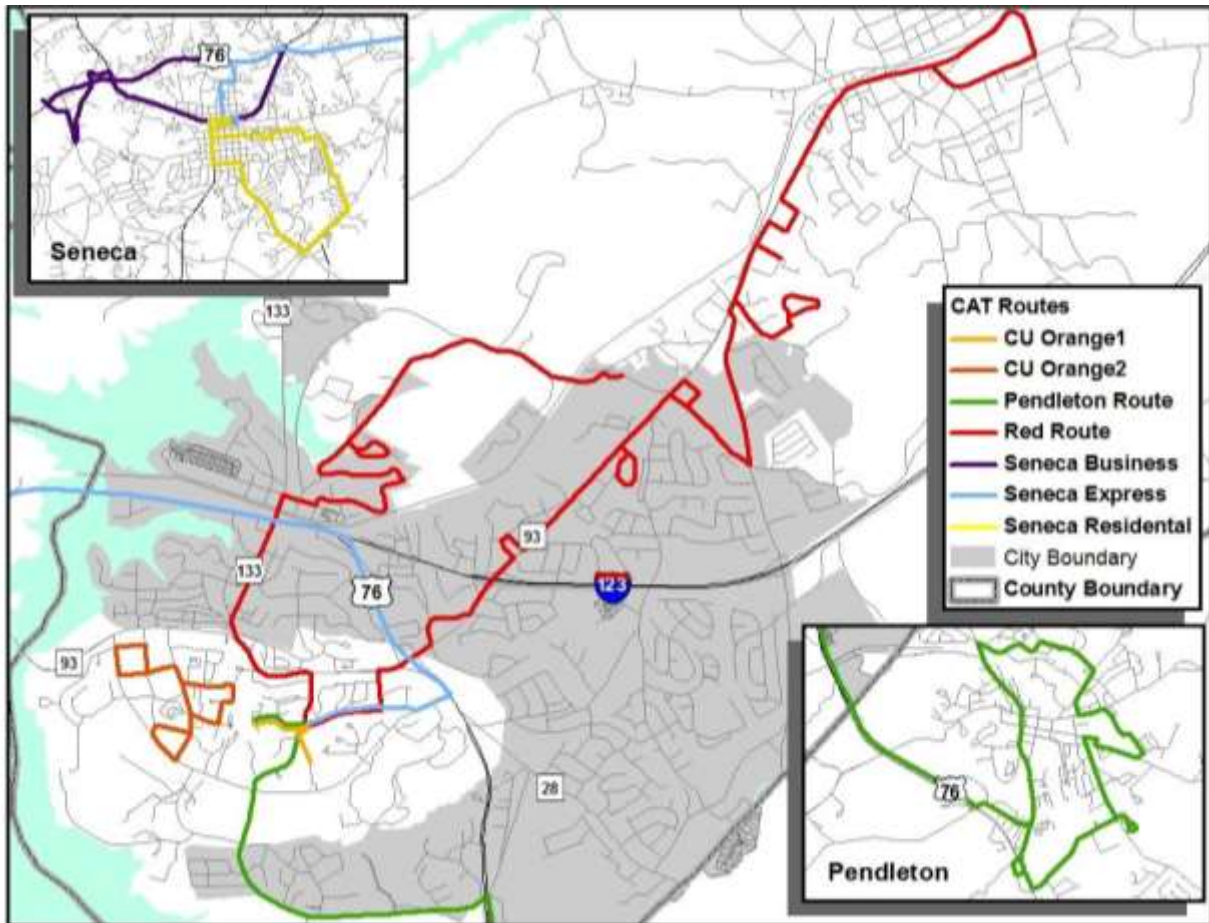 76
Seneca
133
CAT Routes
CU Orange1
CU Orange2
Pendleton Route
Red Route
Seneca Business
Seneca Express
Seneca Residental
City Boundary
County Boundary
93
133
76
123
93
28
76
Pendleton